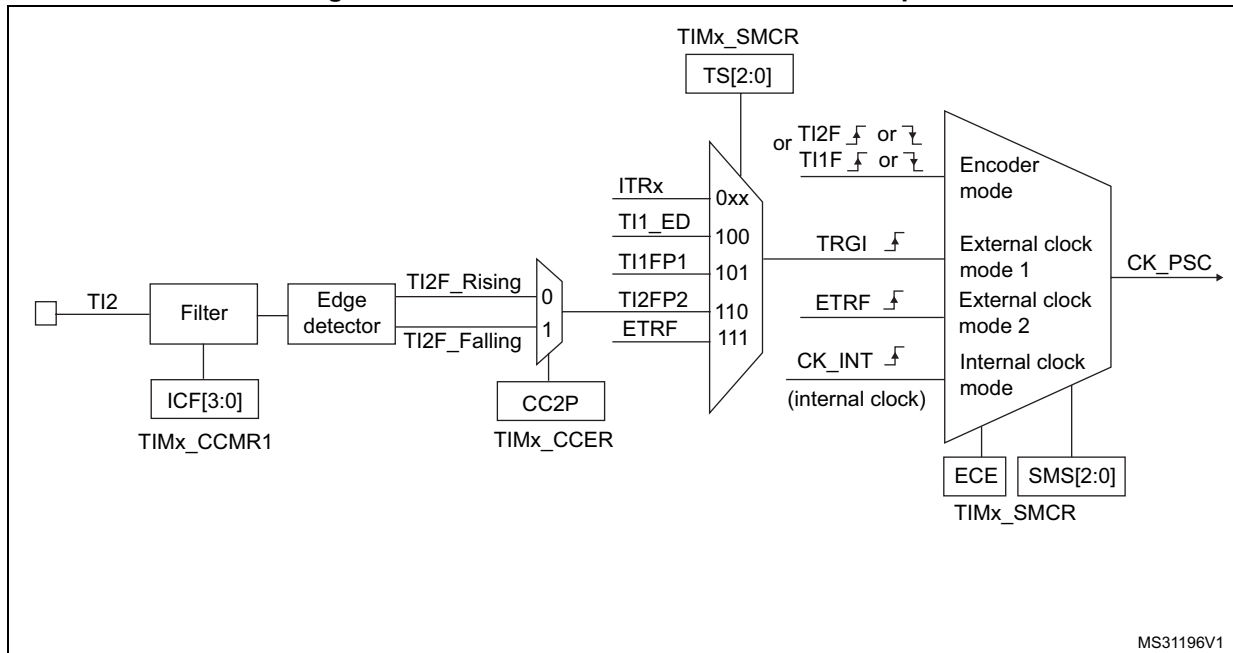 TIMx_SMCR
TS[2:0]
or TI2F or
TI1F or
Encoder
mode
ITRx
0xx
TI1_ED
100
TRGI
External clock
mode 1
CK_PSC
TI1FP1
101
TI2F_Rising
0
TI2
Filter
Edge
detector
TI2FP2
110
ETRF
External clock
mode 2
1
ETRF
111
TI2F_Falling
CK_INT
Internal clock
mode
(internal clock)
ICF[3:0]
CC2P
TIMx_CCMR1
TIMx_CCER
ECE
SMS[2:0]
TIMx_SMCR
MS31196V1